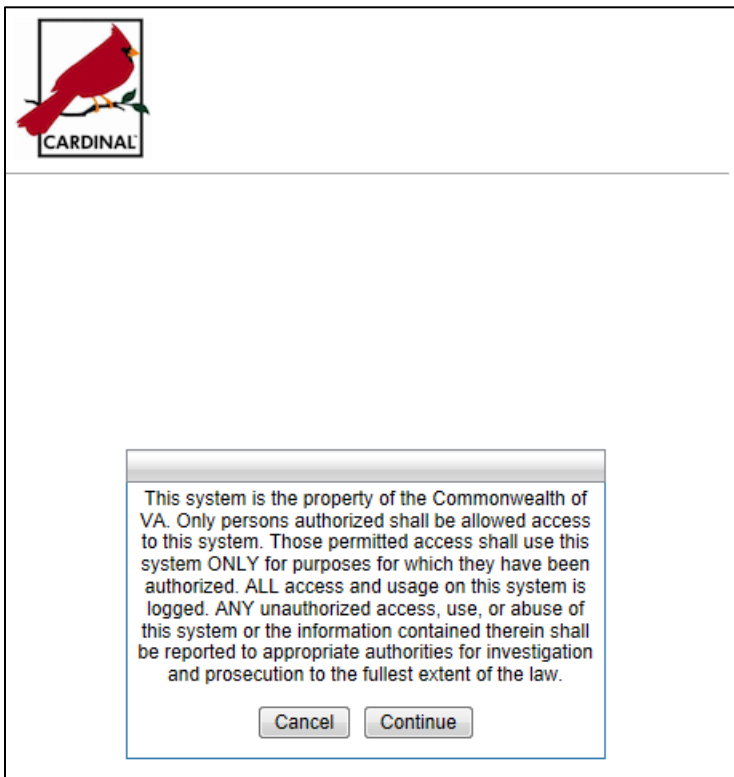 CARDINAL™
This system is the property of the Commonwealth of
VA. Only persons authorized shall be allowed access
to this system. Those permitted access shall use this
system ONLY for purposes for which they have been
authorized. ALL access and usage on this system is
logged. ANY unauthorized access, use, or abuse of
this system or the information contained therein shall
be reported to appropriate authorities for investigation
and prosecution to the fullest extent of the law.
Cancel Continue